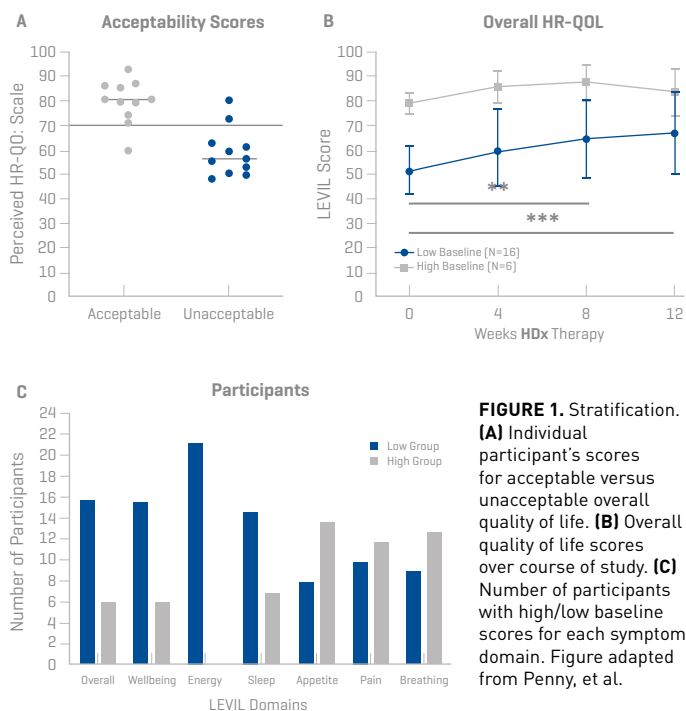 A Acceptability Scores
Perceived HR-QO: Scale
100
90
80
70
60
50
40
30
20
10
0
Acceptable Unacceptable
B Overall HR-QOL
LEVIL Score
100
90
80
70
60
50
40
30
20
10
0
**
***
Low Baseline (N=16)
High Baseline (N=6)
0 4 8 12
Weeks HDx Therapy
C Participants
Number of Participants
24
22
20
18
16
14
12
10
8
6
4
2
0
Low Group
High Group
Overall Wellbeing Energy Sleep Appetite Pain Breathing
LEVIL Domains
FIGURE 1. Stratification.
(A) Individual
participant's scores
for acceptable versus
unacceptable overall
quality of life. (B) Overall
quality of life scores
over course of study. (C)
Number of participants
with high/low baseline
scores for each symptom
domain. Figure adapted
from Penny, et al.